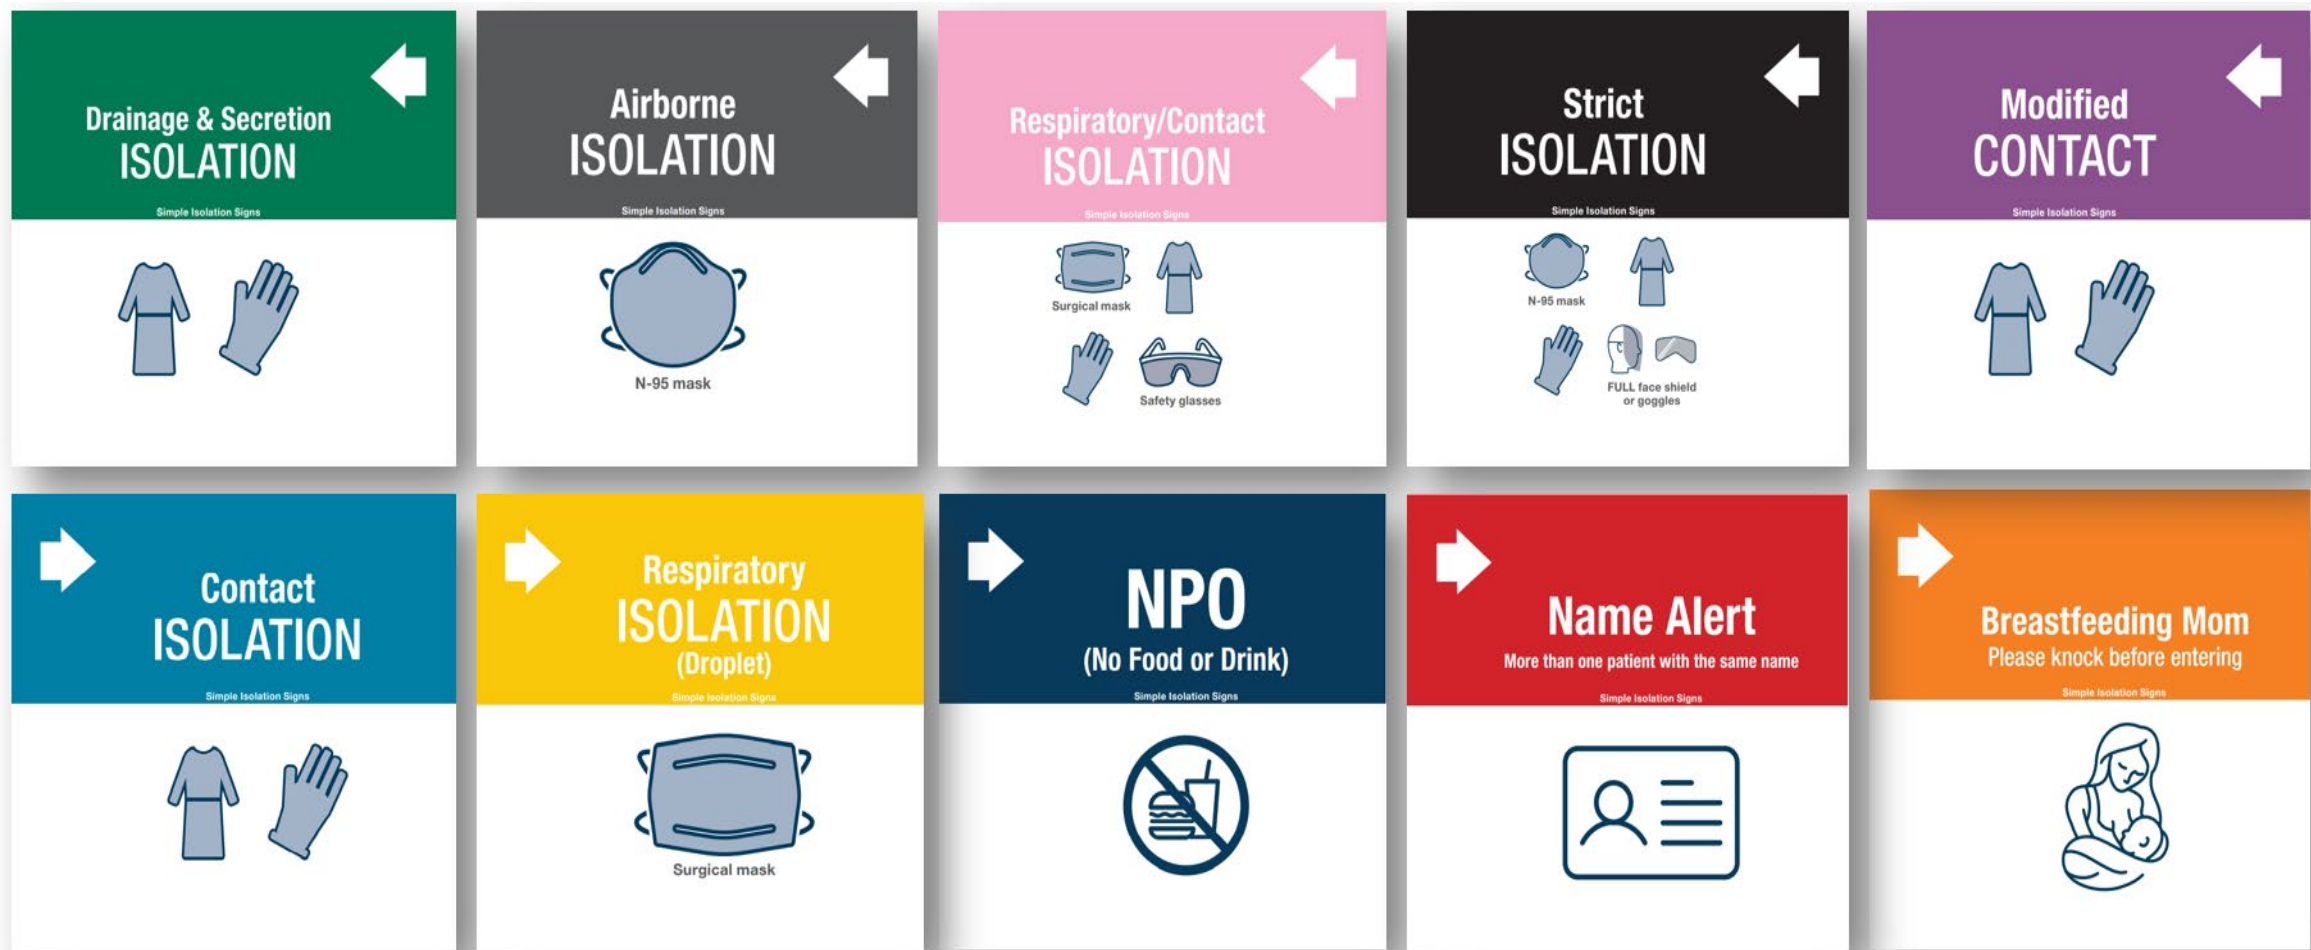 Drainage & Secretion
ISOLATION
Simple Isolation Signs
Airborne
ISOLATION
Simple Isolation Signs
N-95 mask
Respiratory/Contact
ISOLATION
Simple Isolation Signs
Surgical mask
Safety glasses
Strict
ISOLATION
Simple Isolation Signs
N-95 mask
FULL face shield
or goggles
Modified
CONTACT
Simple Isolation Signs
Contact
ISOLATION
Simple Isolation Signs
Respiratory
ISOLATION
(Droplet)
Simple Isolation Signs
Surgical mask
NPO
(No Food or Drink)
Simple Isolation Signs
Name Alert
More than one patient with the same name
Simple Isolation Signs
Breastfeeding Mom
Please knock before entering
Simple Isolation Signs